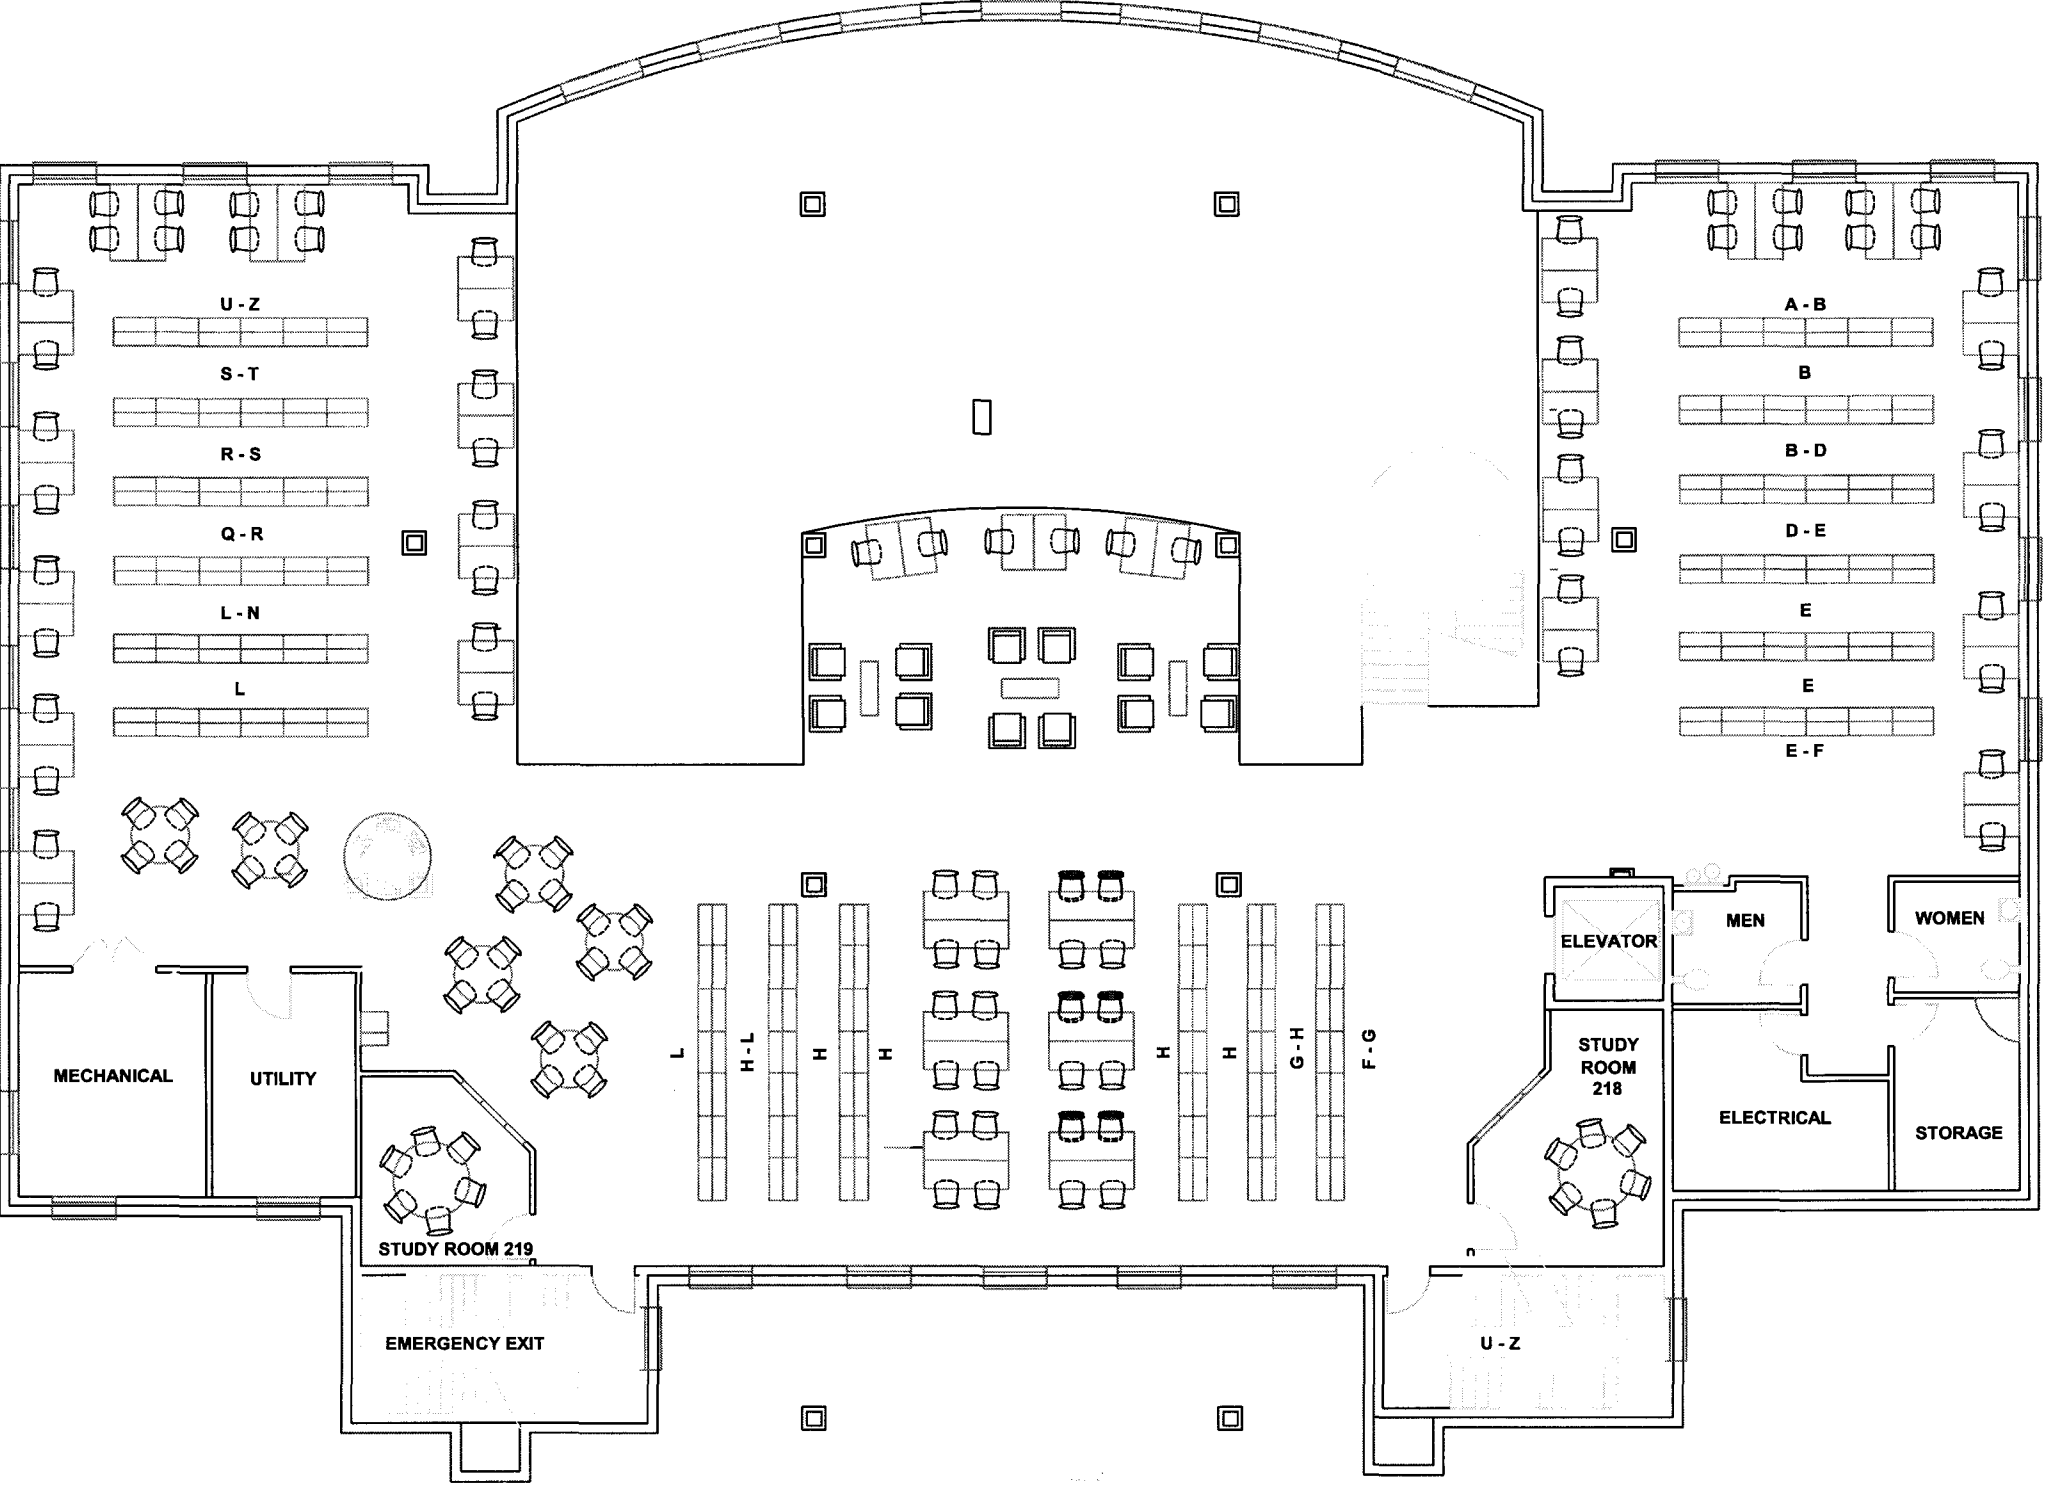 U - Z
A - B
S - T
B
R - S
B - D
Q - R
D - E
L - N
E
L
E
E - F
MEN
WOMEN
ELEVATOR
L
H - L
H
H
H
H
G - H
F - G
STUDY
ROOM
218
MECHANICAL
UTILITY
ELECTRICAL
STORAGE
STUDY ROOM 219
EMERGENCY EXIT
U - Z